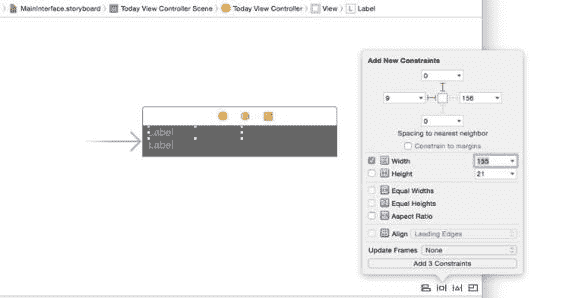 MainInterface.storyboard › Today View Controller Scene › Today View Controller › View › L Label
Add New Constraints
0
9
156
0
Spacing to nearest neighbor
Constrain to margins
Width 155
Height 21
Equal Widths
Equal Heights
Aspect Ratio
Align Leading Edges
Update Frames None
Add 3 Constraints
Label
Label